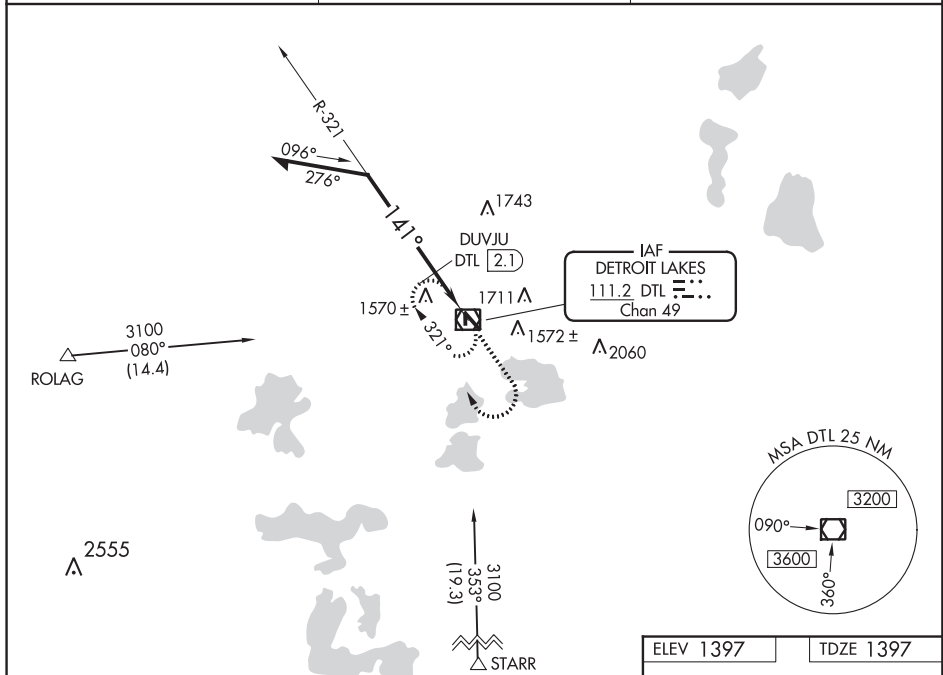 R-321
096°
276°
141°
1743
DUVJU
DTL 2.1
IAF
DETROIT LAKES
111.2 DTL
Chan 49
1570 ±
1711
321°
1572 ±
2060
3100
080°
(14.4)
ROLAG
MSA DTL 25 NM
3200
090°
3600
360°
2555
3100
353°
(19.3)
STARR
ELEV 1397
TDZE 1397